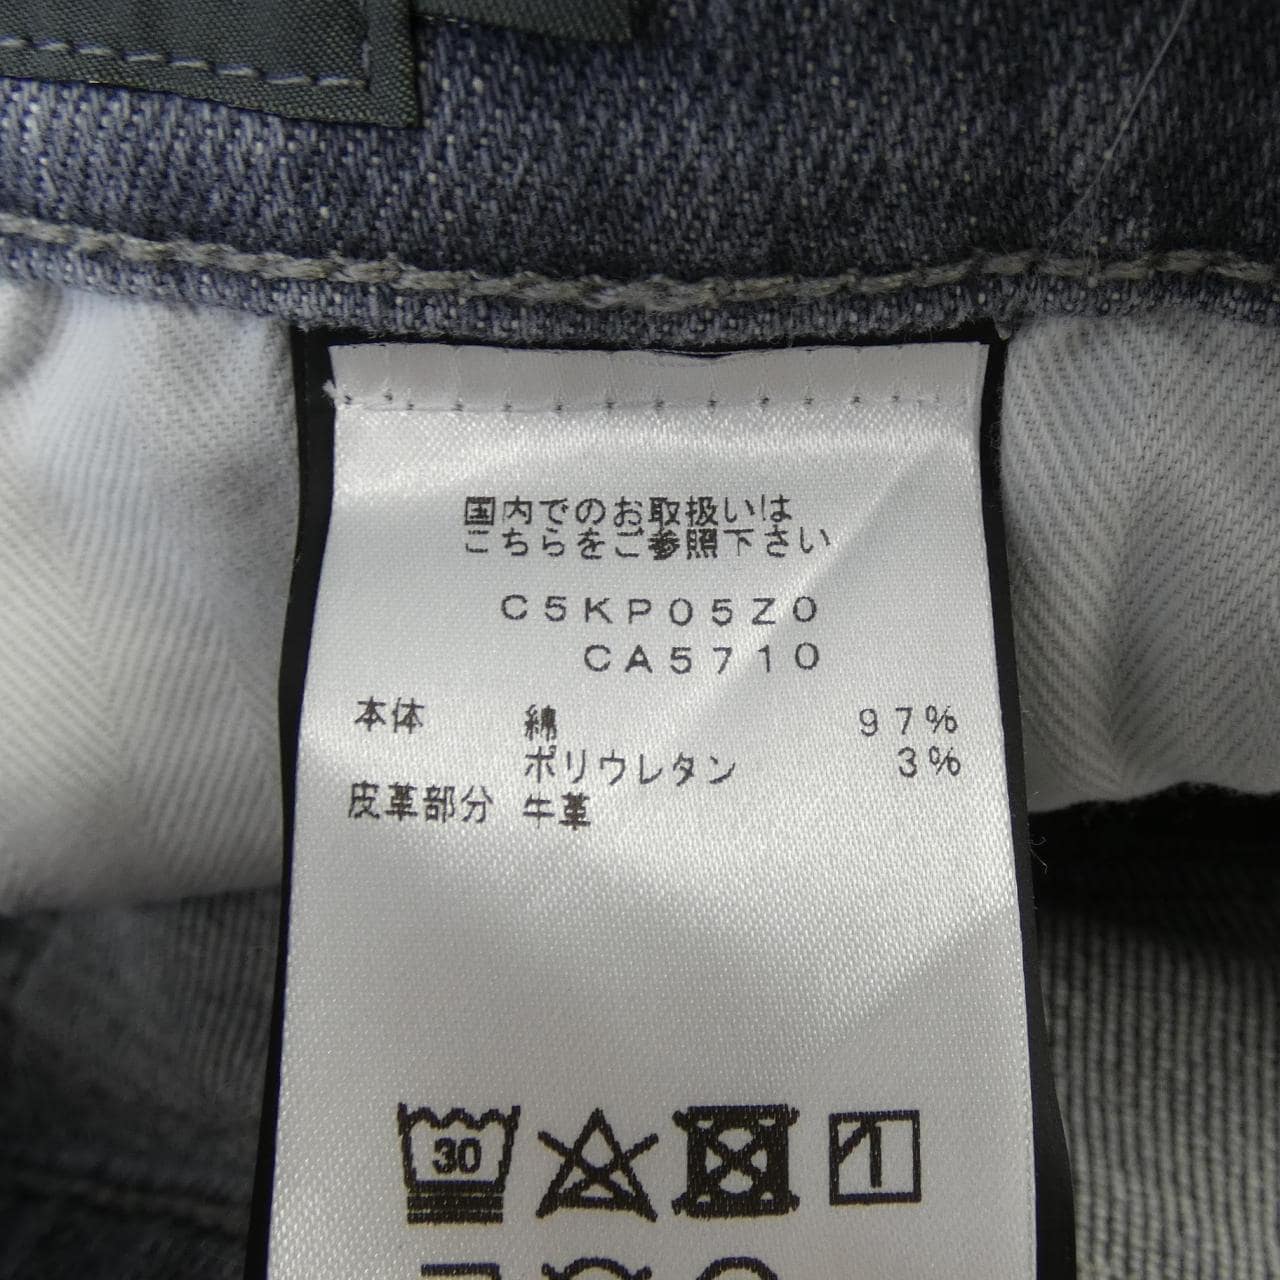 国内でのお取扱いは
こちらをご参照下さい
C5KP05Z0
CA5710
本体 綿 97%
ポリウレタン 3%
皮革部分 牛革
30